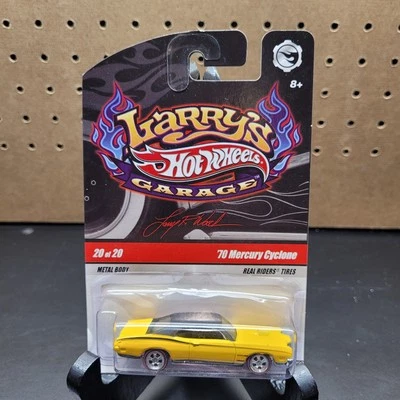 8+
Larry's
Hot Wheels
GARAGE
20 of 20
'70 Mercury Cyclone
METAL BODY
REAL RIDERS® TIRES